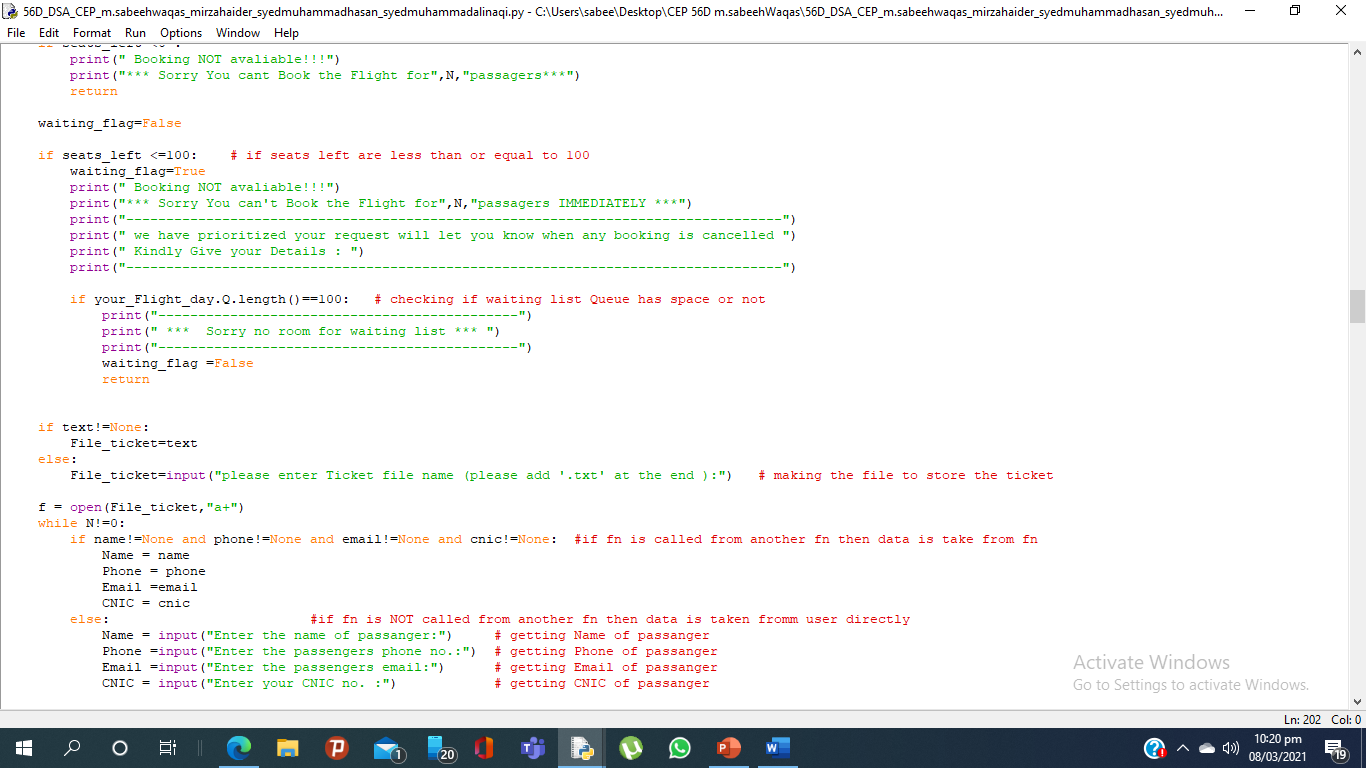 56D_DSA_CEP_m.sabeehwaqas_mirzahaider_syedmuhammadhasan_syedmuhammadalinaqi.py - C:\Users\sabee\Desktop\CEP 56D m.sabeehWaqas\56D_DSA_CEP_m.sabeehwaqas_mirzahaider_syedmuhammadhasan_syedmuh...
File Edit Format Run Options Window Help
print(" Booking NOT avaliable!!!")
print("*** Sorry You cant Book the Flight for",N,"passagers***")
return
waiting_flag=False
if seats_left <=100: # if seats left are less than or equal to 100
waiting_flag=True
print(" Booking NOT avaliable!!!")
print("*** Sorry You can't Book the Flight for",N,"passagers IMMEDIATELY ***")
print("----------------------------------------------------------------------------------")
print(" we have prioritized your request will let you know when any booking is cancelled ")
print(" Kindly Give your Details : ")
print("----------------------------------------------------------------------------------")
if your_Flight_day.Q.length()==100: # checking if waiting list Queue has space or not
print("---------------------------------------------")
print(" *** Sorry no room for waiting list *** ")
print("---------------------------------------------")
waiting_flag =False
return
if text!=None:
File_ticket=text
else:
File_ticket=input("please enter Ticket file name (please add '.txt' at the end ):") # making the file to store the ticket
f = open(File_ticket,"a+")
while N!=0:
if name!=None and phone!=None and email!=None and cnic!=None: #if fn is called from another fn then data is take from fn
Name = name
Phone = phone
Email =email
CNIC = cnic
else: #if fn is NOT called from another fn then data is taken fromm user directly
Name = input("Enter the name of passanger:") # getting Name of passanger
Phone =input("Enter the passengers phone no.:") # getting Phone of passanger
Email =input("Enter the passengers email:") # getting Email of passanger
CNIC = input("Enter your CNIC no. :") # getting CNIC of passanger
Activate Windows
Go to Settings to activate Windows.
Ln: 202 Col: 0
1
20
10:20 pm
08/03/2021
19